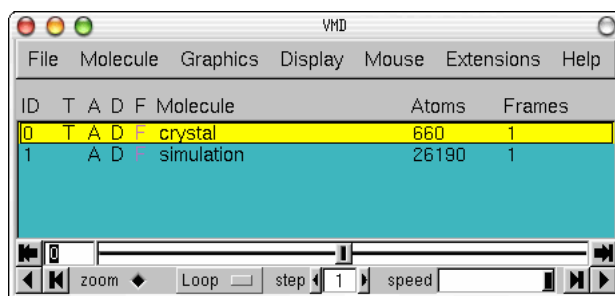 VMD
File Molecule Graphics Display Mouse Extensions Help
ID T A D F Molecule Atoms Frames
0 T A D F crystal 660 1
1 A D F simulation 26190 1
0
zoom Loop step 1 speed